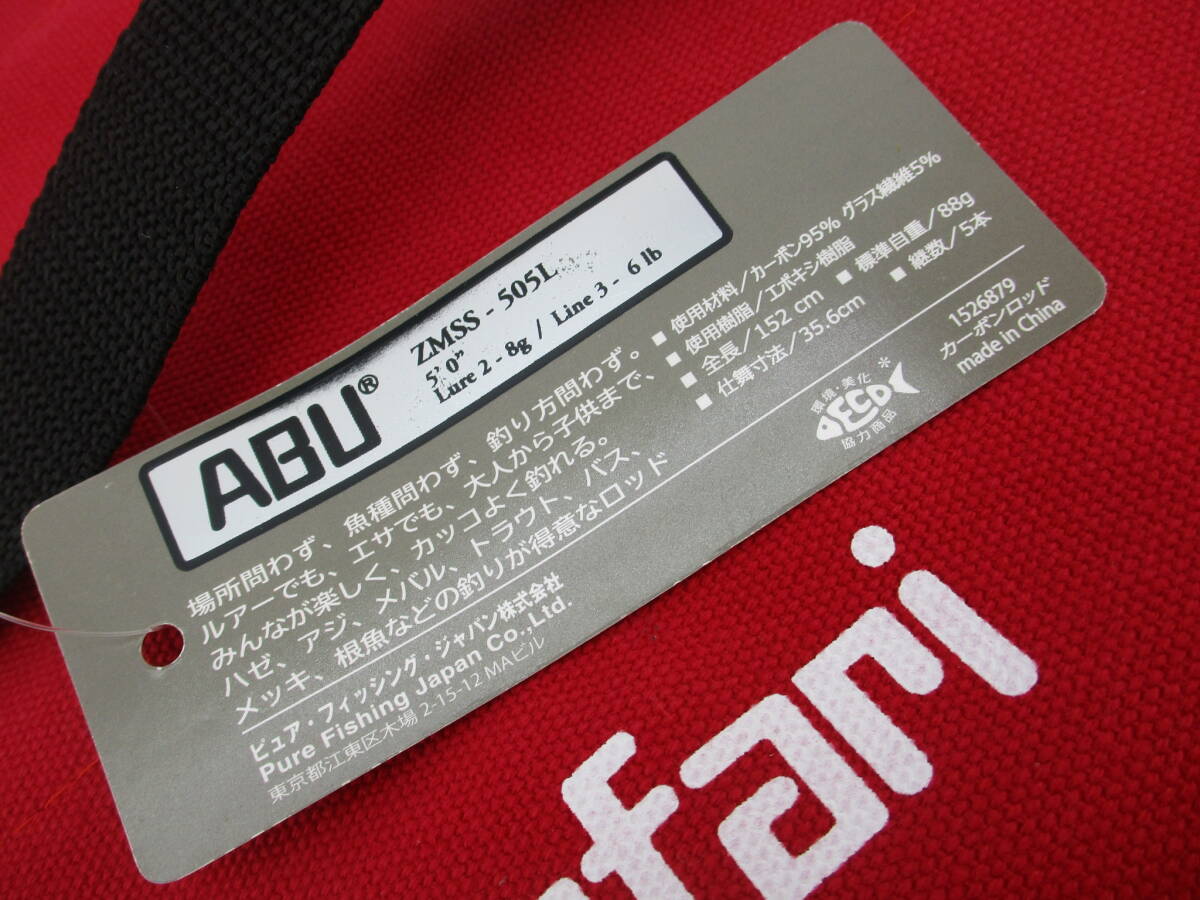 ABU®
ZMSS - 505L
5' 0"
Lure 2 - 8g / Line 3 - 6 lb
場所問わず、魚種問わず、釣り方問わず。
ルアーでも、エサでも、大人から子供まで、
みんなが楽しく、カッコよく釣れる。
ハゼ、アジ、メバル、トラウト、バス、
メッキ、根魚などの釣りが得意なロッド
ピュア・フィッシング・ジャパン株式会社
Pure Fishing Japan Co.,Ltd.
東京都江東区木場 2-15-12 MAビル
■ 使用材料/カーボン95% グラス繊維5%
■ 使用樹脂/エポキシ樹脂
■ 標準自重/88g
■ 全長/152 cm
■ 継数/5本
■ 仕舞寸法/35.6cm
環境・美化
ECO
*
協力商品
1526879
カーボンロッド
made in China
fari